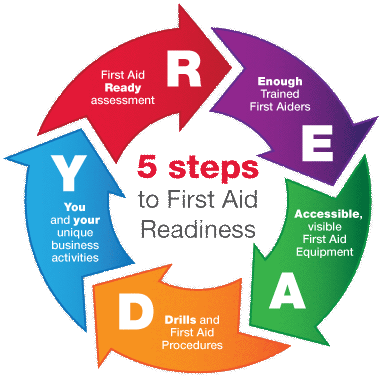 5 steps
to First Aid
Readiness
R
First Aid
Ready
assessment
E
Enough
Trained
First Aiders
A
Accessible,
visible
First Aid
Equipment
D
Drills and
First Aid
Procedures
Y
You
and your
unique
business
activities